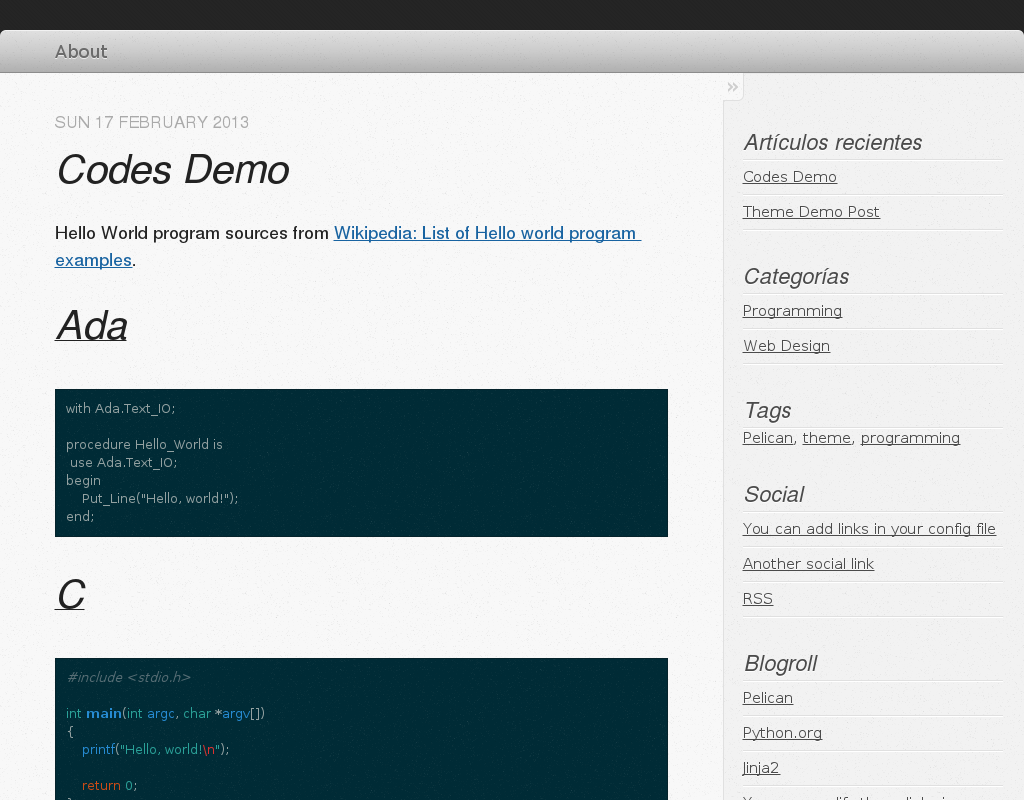 About
»
SUN 17 FEBRUARY 2013
Codes Demo
Hello World program sources from Wikipedia: List of Hello world program
examples.
Ada
with Ada.Text_IO;
procedure Hello_World is
use Ada.Text_IO;
begin
Put_Line("Hello, world!");
end;
C
#include <stdio.h>
int main(int argc, char *argv[])
{
printf("Hello, world!\n");
return 0;
Artículos recientes
Codes Demo
Theme Demo Post
Categorías
Programming
Web Design
Tags
Pelican, theme, programming
Social
You can add links in your config file
Another social link
RSS
Blogroll
Pelican
Python.org
Jinja2